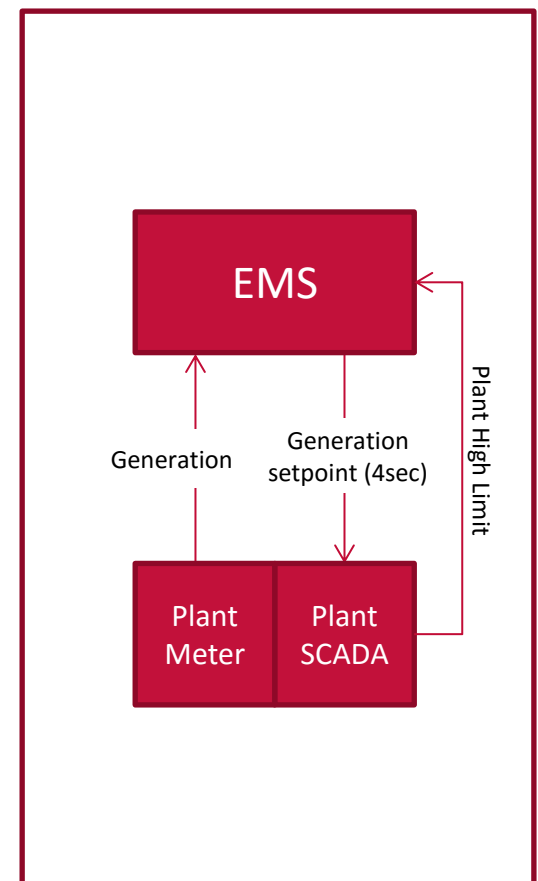 EMS
Generation
Generation
setpoint (4sec)
Plant High Limit
Plant
Meter
Plant
SCADA